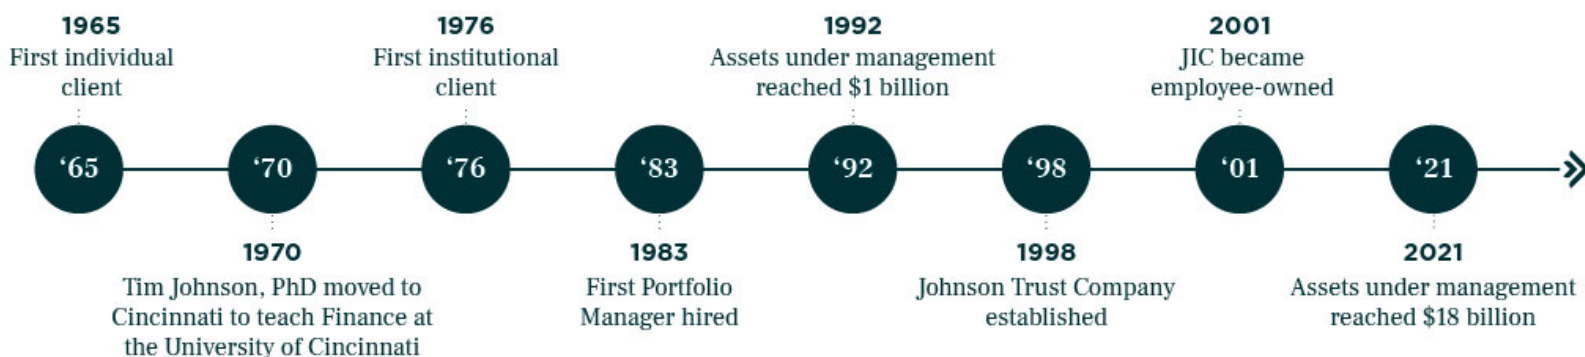 1965
First individual
client
1976
First institutional
client
1992
Assets under management
reached $1 billion
2001
JIC became
employee-owned
‘65
‘70
‘76
‘83
‘92
‘98
‘01
‘21
1970
Tim Johnson, PhD moved to
Cincinnati to teach Finance at
the University of Cincinnati
1983
First Portfolio
Manager hired
1998
Johnson Trust Company
established
2021
Assets under management
reached $18 billion